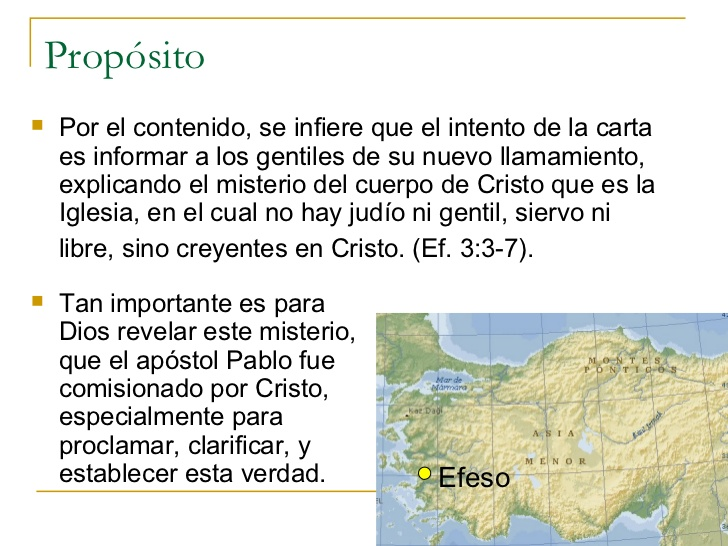 Propósito
Por el contenido, se infiere que el intento de la carta
es informar a los gentiles de su nuevo llamamiento,
explicando el misterio del cuerpo de Cristo que es la
Iglesia, en el cual no hay judío ni gentil, siervo ni
libre, sino creyentes en Cristo. (Ef. 3:3-7).
Tan importante es para
Dios revelar este misterio,
que el apóstol Pablo fue
comisionado por Cristo,
especialmente para
proclamar, clarificar, y
establecer esta verdad.
MONTES
PONTICOS
Mar de
Mármara
Kaz Dagi
ASIA
MENOR
Efeso